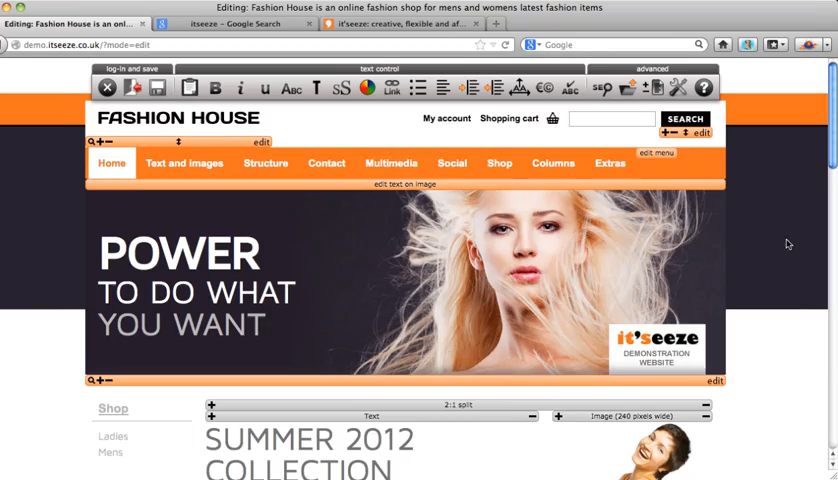 Editing: Fashion House is an online fashion shop for mens and womens latest fashion items
Editing: Fashion House is an onl...
itseeze – Google Search
it'seeze: creative, flexible and af...
demo.itseeze.co.uk/?mode=edit
Google
log-in and save
text control
advanced
B i u ABC T sS Link €© ABC SEO ?
FASHION HOUSE
My account Shopping cart
SEARCH
edit
edit
edit menu
Home Text and images Structure Contact Multimedia Social Shop Columns Extras
edit text on image
POWER
TO DO WHAT
YOU WANT
it'seeze
DEMONSTRATION
WEBSITE
edit
Shop
Ladies
Mens
2:1 split
Text
Image (240 pixels wide)
SUMMER 2012
COLLECTION